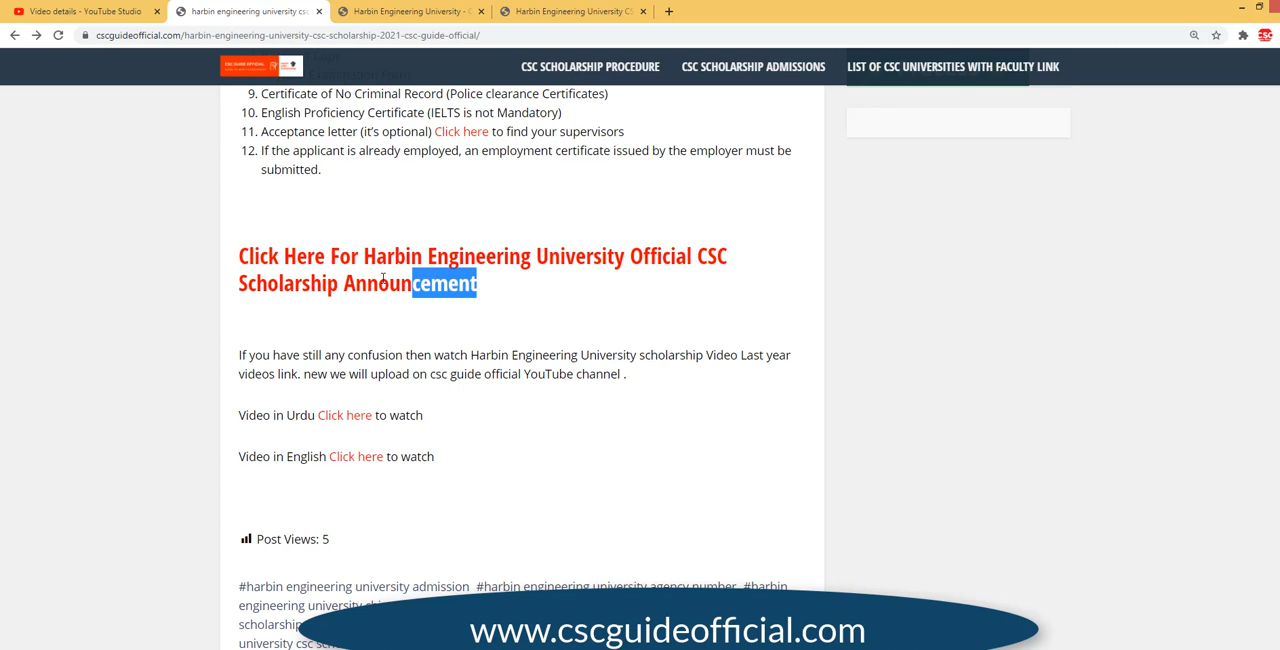 Video details - YouTube Studio
harbin engineering university csc
Harbin Engineering University - C
Harbin Engineering University CS
cscguideofficial.com/harbin-engineering-university-csc-scholarship-2021-csc-guide-official/
CSC GUIDE OFFICIAL
CSC SCHOLARSHIP PROCEDURE
CSC SCHOLARSHIP ADMISSIONS
LIST OF CSC UNIVERSITIES WITH FACULTY LINK
9. Certificate of No Criminal Record (Police clearance Certificates)
10. English Proficiency Certificate (IELTS is not Mandatory)
11. Acceptance letter (it's optional) Click here to find your supervisors
12. If the applicant is already employed, an employment certificate issued by the employer must be
submitted.
Click Here For Harbin Engineering University Official CSC
Scholarship Announcement
If you have still any confusion then watch Harbin Engineering University scholarship Video Last year
videos link. new we will upload on csc guide official YouTube channel .
Video in Urdu Click here to watch
Video in English Click here to watch
Post Views: 5
#harbin engineering university admission #harbin engineering university agency number #harbin
engineering university
scholarship
university csc
www.cscguideofficial.com